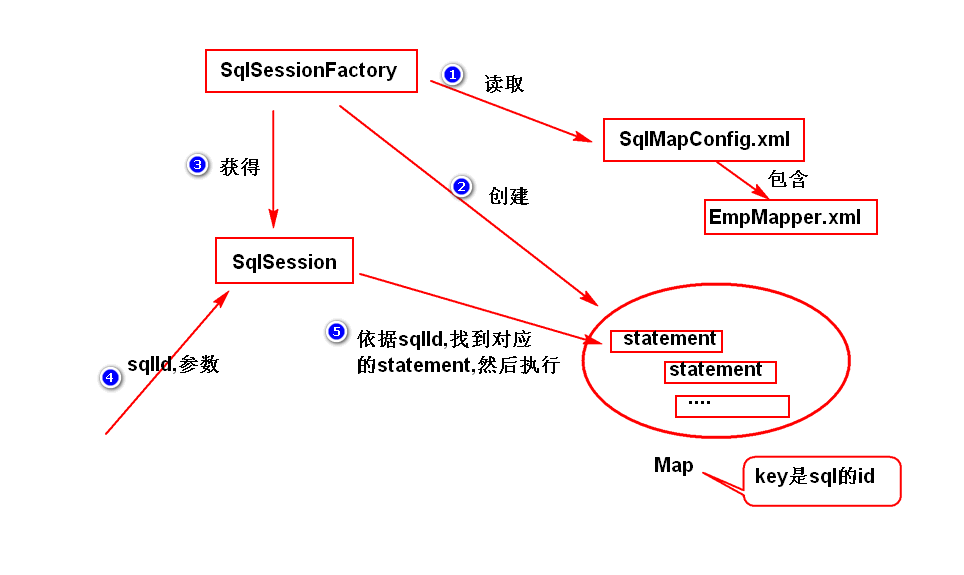 SqlSessionFactory
1
读取
SqlMapConfig.xml
包含
EmpMapper.xml
2
创建
3
获得
SqlSession
4
sqlId,参数
5
依据sqlId,找到对应
的statement,然后执行
statement
statement
....
Map
key是sql的id